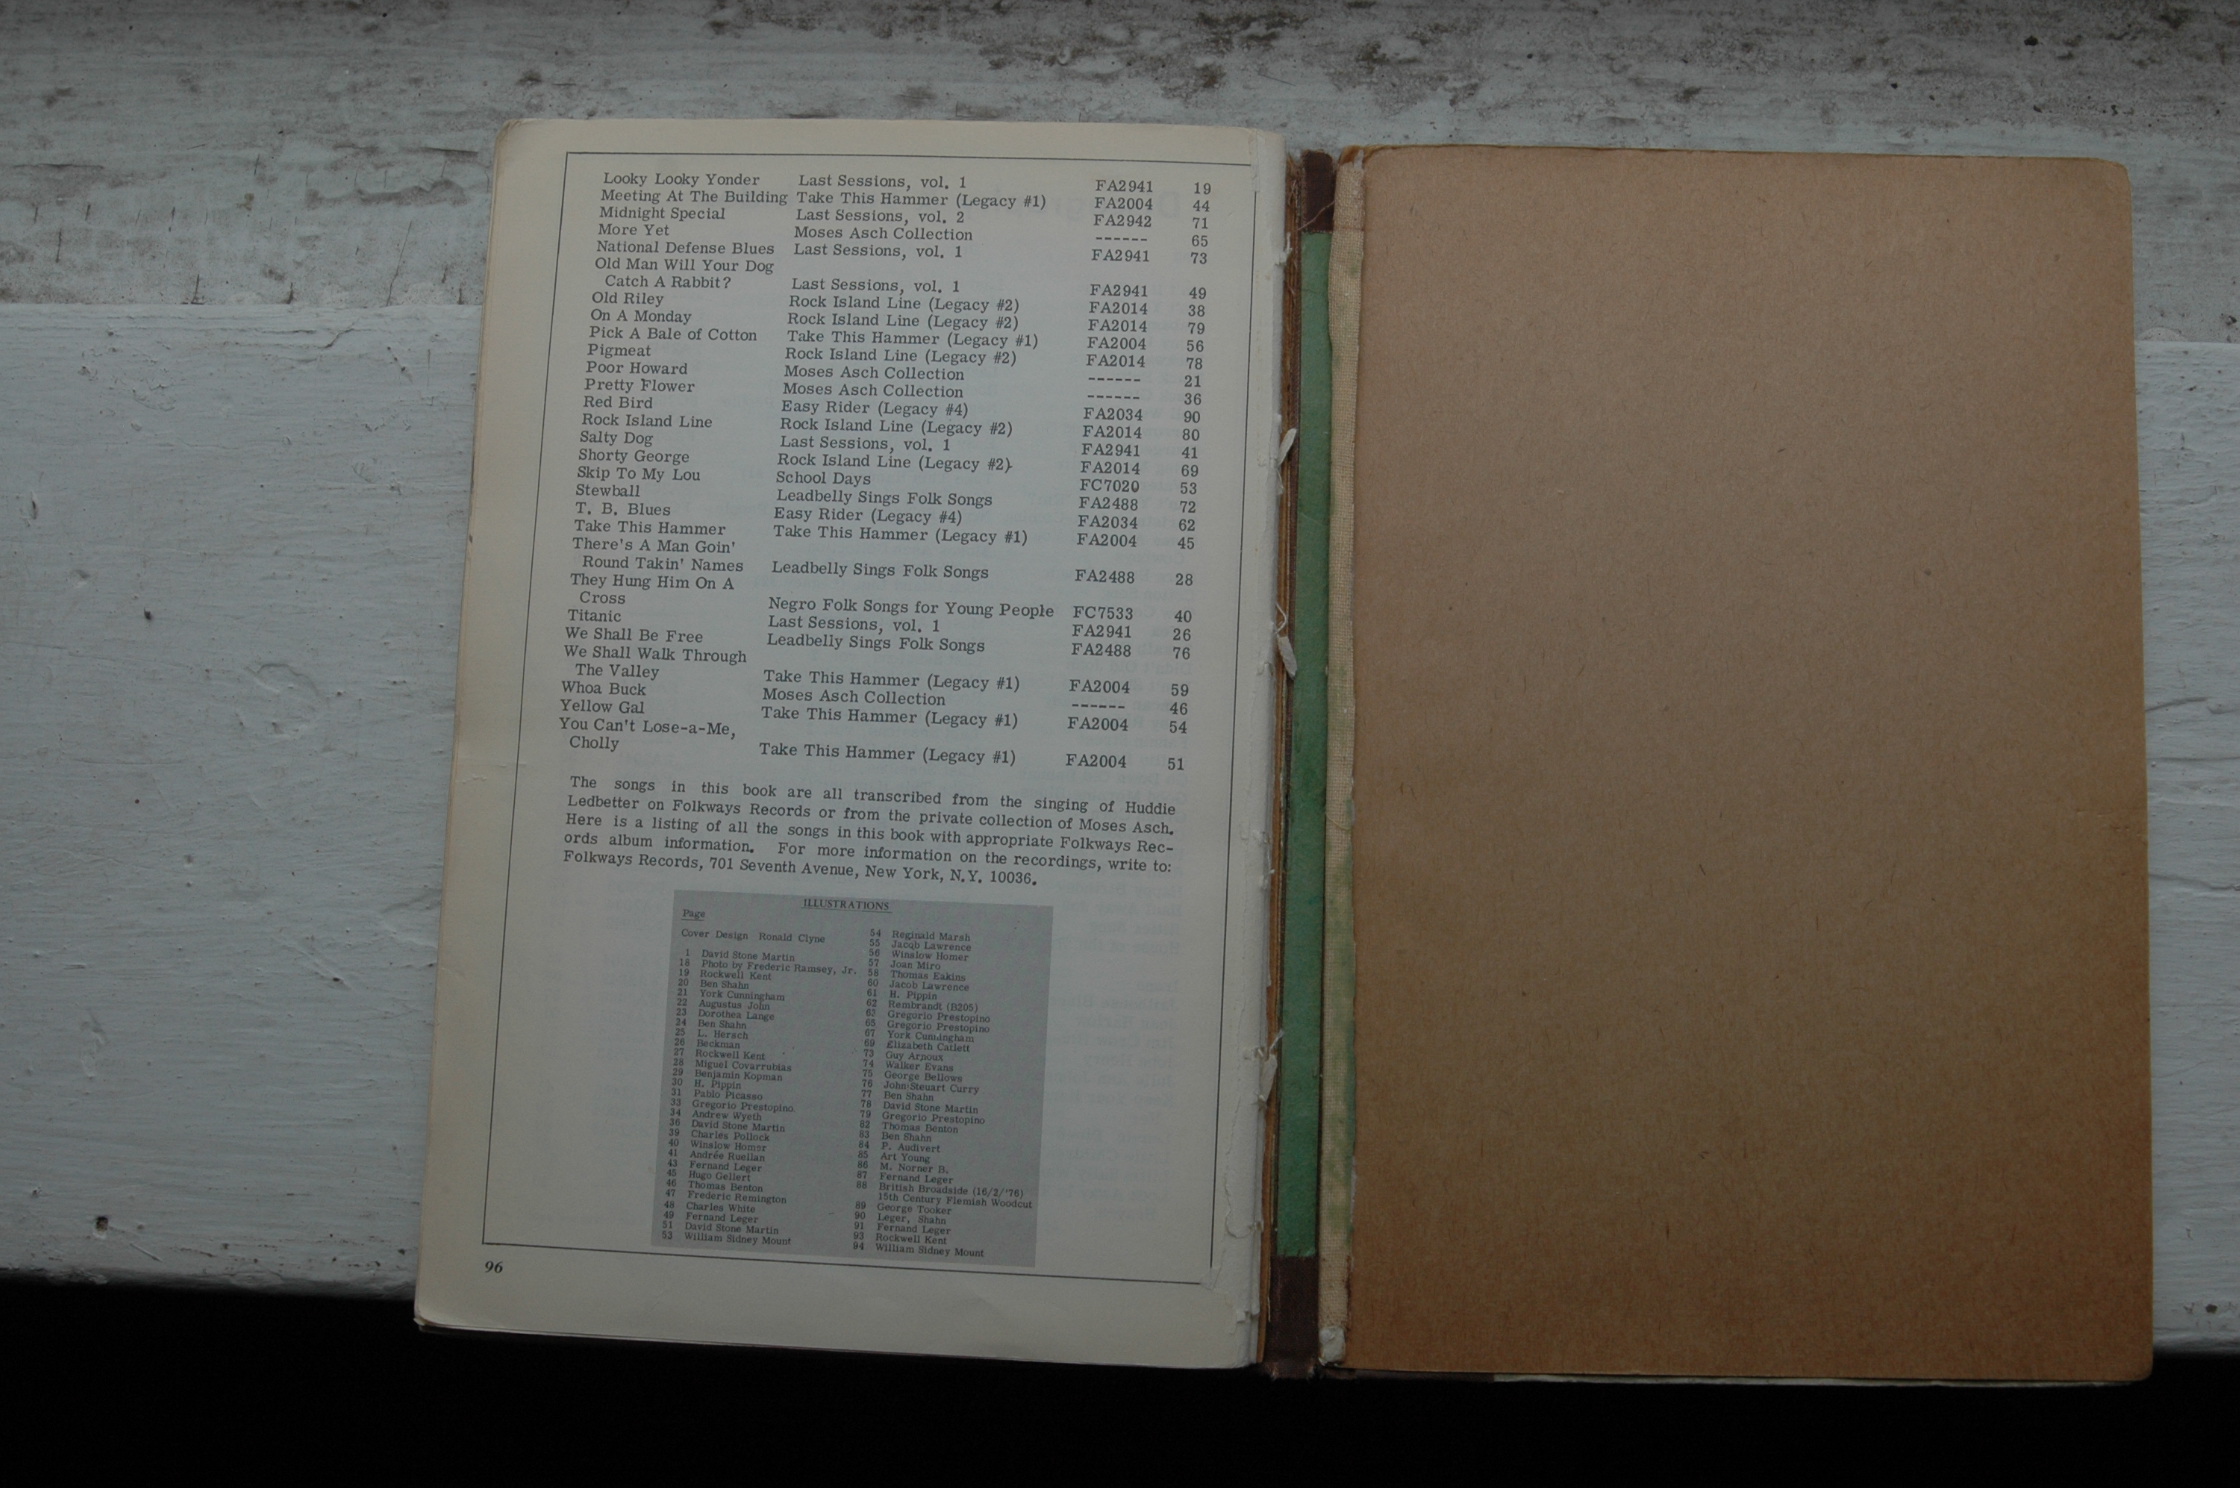 Looky Looky Yonder Last Sessions, vol. 1 FA2941 19
Meeting At The Building Take This Hammer (Legacy #1) FA2004 44
Midnight Special Last Sessions, vol. 2 FA2942 71
More Yet Moses Asch Collection ------ 65
National Defense Blues Last Sessions, vol. 1 FA2941 73
Old Man Will Your Dog
Catch A Rabbit? Last Sessions, vol. 1 FA2941 49
Old Riley Rock Island Line (Legacy #2) FA2014 38
On A Monday Rock Island Line (Legacy #2) FA2014 79
Pick A Bale of Cotton Take This Hammer (Legacy #1) FA2004 56
Pigmeat Rock Island Line (Legacy #2) FA2014 78
Poor Howard Moses Asch Collection ------ 21
Pretty Flower Moses Asch Collection ------ 36
Red Bird Easy Rider (Legacy #4) FA2034 90
Rock Island Line Rock Island Line (Legacy #2) FA2014 80
Salty Dog Last Sessions, vol. 1 FA2941 41
Shorty George Rock Island Line (Legacy #2) FA2014 69
Skip To My Lou School Days FC7020 53
Stewball Leadbelly Sings Folk Songs FA2488 72
T. B. Blues Easy Rider (Legacy #4) FA2034 62
Take This Hammer Take This Hammer (Legacy #1) FA2004 45
There's A Man Goin'
Round Takin' Names Leadbelly Sings Folk Songs FA2488 28
They Hung Him On A
Cross Negro Folk Songs for Young People FC7533 40
Titanic Last Sessions, vol. 1 FA2941 26
We Shall Be Free Leadbelly Sings Folk Songs FA2488 76
We Shall Walk Through
The Valley Take This Hammer (Legacy #1) FA2004 59
Whoa Buck Moses Asch Collection ------ 46
Yellow Gal Take This Hammer (Legacy #1) FA2004 54
You Can't Lose-a-Me,
Cholly Take This Hammer (Legacy #1) FA2004 51
The songs in this book are all transcribed from the singing of Huddie
Ledbetter on Folkways Records or from the private collection of Moses Asch.
Here is a listing of all the songs in this book with appropriate Folkways Rec-
ords album information. For more information on the recordings, write to:
Folkways Records, 701 Seventh Avenue, New York, N.Y. 10036.
ILLUSTRATIONS
Page
Cover Design Ronald Clyne
1 David Stone Martin
18 Photo by Frederic Ramsey, Jr.
19 Rockwell Kent
20 Ben Shahn
21 York Cunningham
22 Augustus John
23 Dorothea Lange
24 Ben Shahn
25 L. Hersch
26 Beckman
27 Rockwell Kent
28 Miguel Covarrubias
29 Benjamin Kopman
30 H. Pippin
31 Pablo Picasso
33 Gregorio Prestopino
34 Andrew Wyeth
36 David Stone Martin
39 Charles Pollock
40 Winslow Homer
41 Andrée Ruellan
43 Fernand Leger
45 Hugo Gellert
46 Thomas Benton
47 Frederic Remington
48 Charles White
49 Fernand Leger
51 David Stone Martin
53 William Sidney Mount
54 Reginald Marsh
55 Jacob Lawrence
56 Winslow Homer
57 Joan Miro
58 Thomas Eakins
60 Jacob Lawrence
61 H. Pippin
62 Rembrandt (B205)
63 Gregorio Prestopino
65 Gregorio Prestopino
67 York Cunningham
69 Elizabeth Catlett
73 Guy Arnoux
74 Walker Evans
75 George Bellows
76 John Steuart Curry
77 Ben Shahn
78 David Stone Martin
79 Gregorio Prestopino
82 Thomas Benton
83 Ben Shahn
84 P. Audivert
85 Art Young
86 M. Norner B.
87 Fernand Leger
88 British Broadside (16/2/'76)
15th Century Flemish Woodcut
89 George Tooker
90 Leger, Shahn
91 Fernand Leger
93 Rockwell Kent
94 William Sidney Mount
96